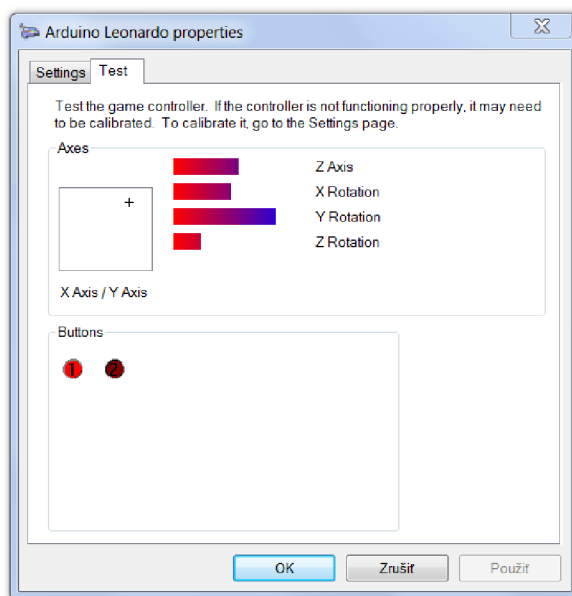 Arduino Leonardo properties
Settings Test
Test the game controller. If the controller is not functioning properly, it may need
to be calibrated. To calibrate it, go to the Settings page.
Axes
Z Axis
X Rotation
Y Rotation
Z Rotation
X Axis / Y Axis
Buttons
1 2
OK Zrušiť Použiť